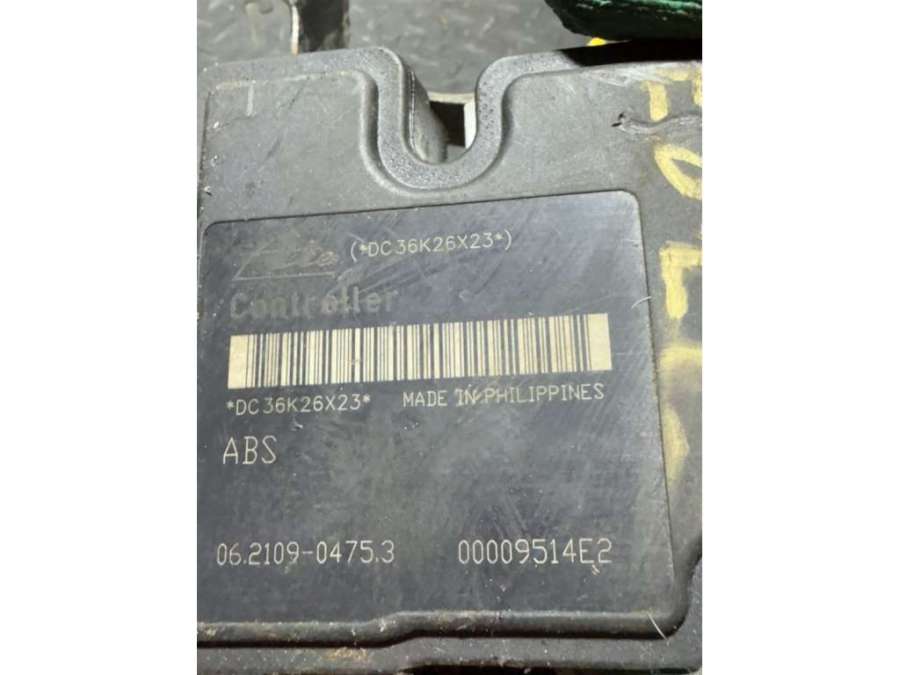 (*DC36K26X23*)
Controller
*DC36K26X23* MADE IN PHILIPPINES
ABS
06.2109-0475.3 00009514E2